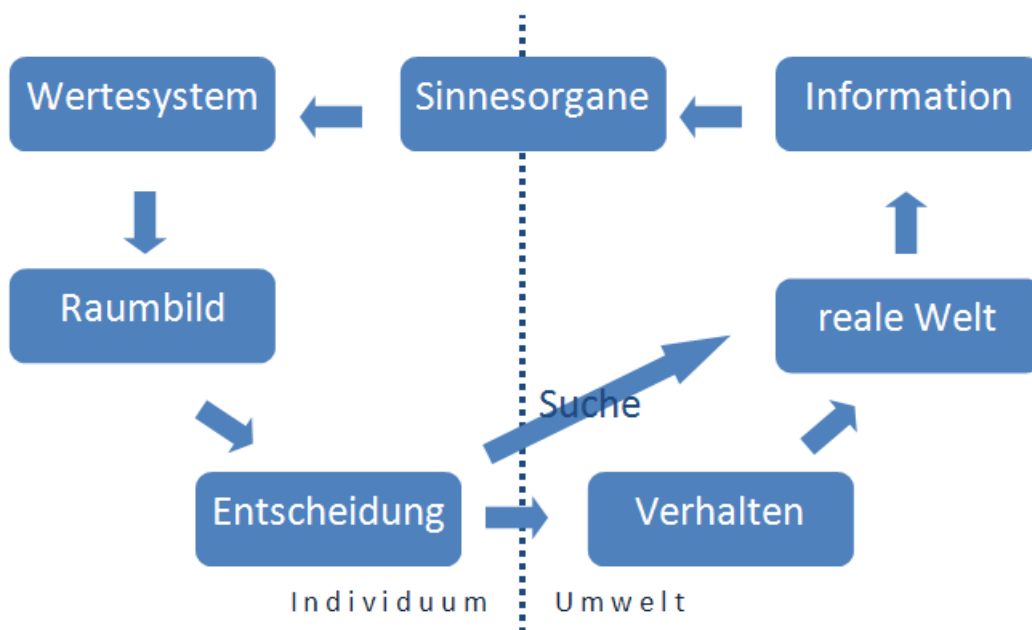 Wertesystem
Sinnesorgane
Information
Raumbild
reale Welt
Suche
Entscheidung
Verhalten
Individuum
Umwelt